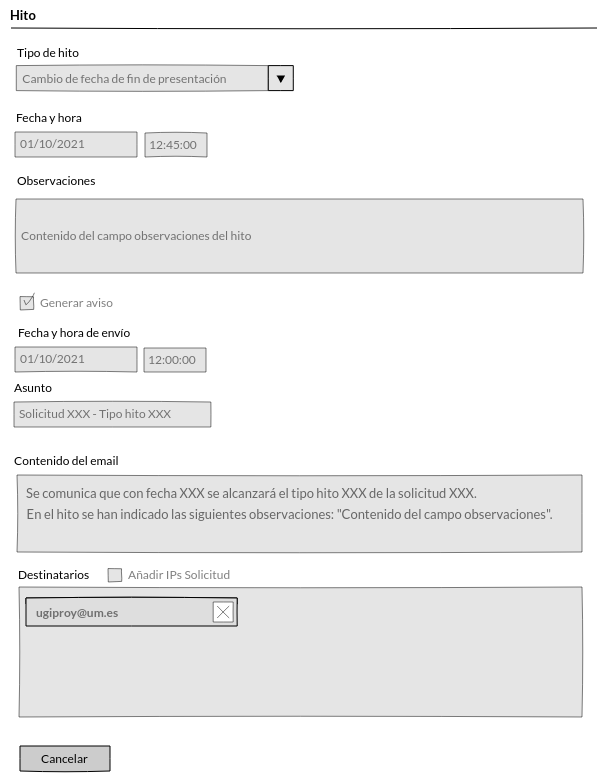 Hito
Tipo de hito
Cambio de fecha de fin de presentación
Fecha y hora
01/10/2021 12:45:00
Observaciones
Contenido del campo observaciones del hito
Generar aviso
Fecha y hora de envío
01/10/2021 12:00:00
Asunto
Solicitud XXX - Tipo hito XXX
Contenido del email
Se comunica que con fecha XXX se alcanzará el tipo hito XXX de la solicitud XXX.
En el hito se han indicado las siguientes observaciones: "Contenido del campo observaciones".
Destinatarios Añadir IPs Solicitud
ugiproy@um.es
Cancelar